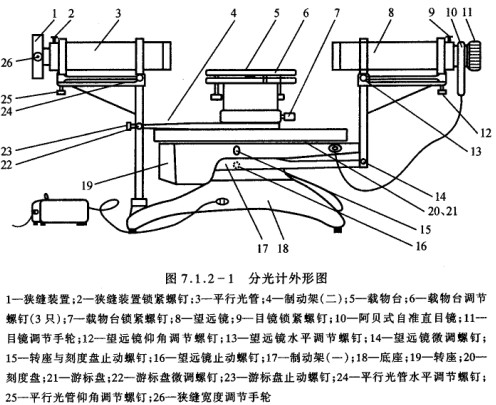 1 2 3 4 5 6 7 8 9 10 11
26
25
24
23
22
12
13
19
14
20、21
15
17 18 16
图 7.1.2-1 分光计外形图
1—狭缝装置;2—狭缝装置锁紧螺钉;3—平行光管;4—制动架(二);5—载物台;6—载物台调节
螺钉(3只);7—载物台锁紧螺钉;8—望远镜;9—目镜锁紧螺钉;10—阿贝式自准直目镜;11—
目镜调节手轮;12—望远镜仰角调节螺钉;13—望远镜水平调节螺钉;14—望远镜微调螺钉;
15—转座与刻度盘止动螺钉;16—望远镜止动螺钉;17—制动架(一);18—底座;19—转座;20—
刻度盘;21—游标盘;22—游标盘微调螺钉;23—游标盘止动螺钉;24—平行光管水平调节螺钉;
25—平行光管仰角调节螺钉;26—狭缝宽度调节手轮